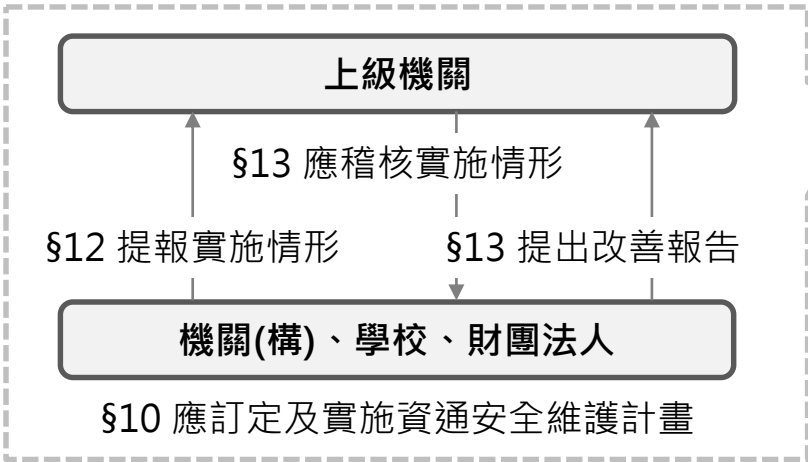 上級機關
§13 應稽核實施情形
§12 提報實施情形
§13 提出改善報告
機關(構)、學校、財團法人
§10 應訂定及實施資通安全維護計畫